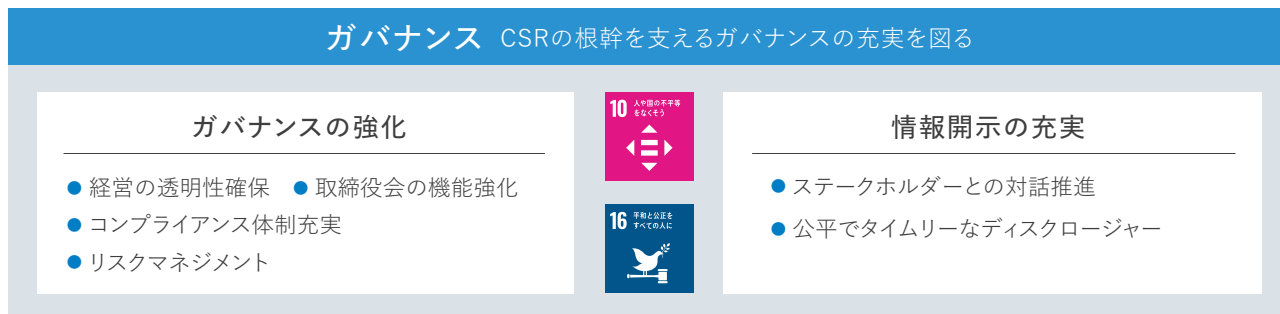 ガバナンス CSRの根幹を支えるガバナンスの充実を図る
ガバナンスの強化
● 経営の透明性確保 ● 取締役会の機能強化
● コンプライアンス体制充実
● リスクマネジメント
10 人や国の不平等
をなくそう
16 平和と公正を
すべての人に
情報開示の充実
● ステークホルダーとの対話推進
● 公平でタイムリーなディスクロージャー